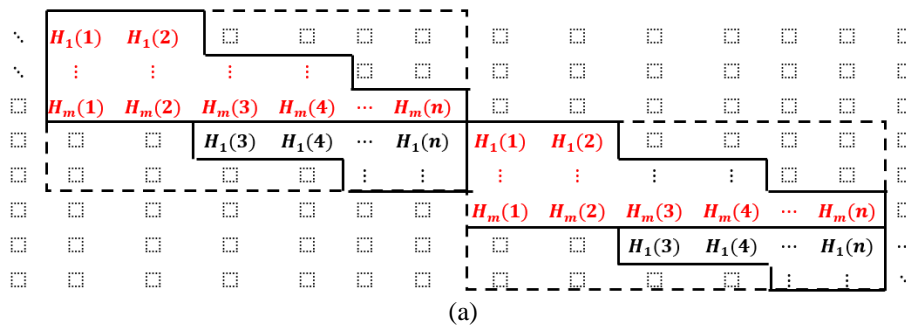 ⋱ H₁(1) H₁(2)
⋱ ⋮ ⋮ ⋮ ⋮
Hₘ(1) Hₘ(2) Hₘ(3) Hₘ(4) ⋯ Hₘ(n)
H₁(3) H₁(4) ⋯ H₁(n) H₁(1) H₁(2)
⋮ ⋮ ⋮ ⋮ ⋮ ⋮
Hₘ(1) Hₘ(2) Hₘ(3) Hₘ(4) ⋯ Hₘ(n)
H₁(3) H₁(4) ⋯ H₁(n) ⋯
⋮ ⋮ ⋱
(a)